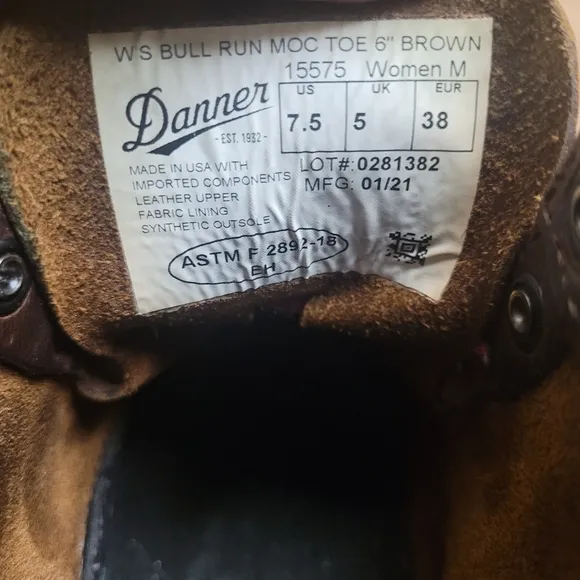 W'S BULL RUN MOC TOE 6" BROWN
15575 Women M
Danner
- EST. 1932 -
US UK EUR
7.5 5 38
MADE IN USA WITH
IMPORTED COMPONENTS
LEATHER UPPER
FABRIC LINING
SYNTHETIC OUTSOLE
LOT#: 0281382
MFG: 01/21
ASTM F 2892-18
EH